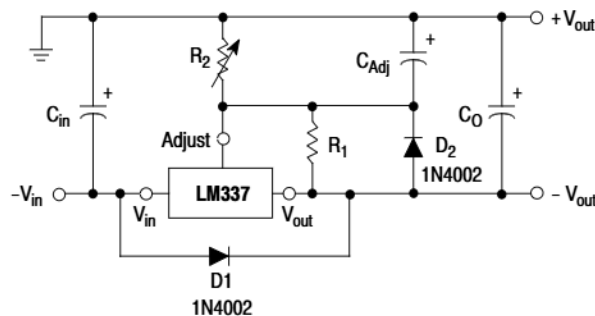 + Vout
R2
CAdj
+
+
Cin
+
CO
Adjust
R1
D2
1N4002
−Vin
Vin
LM337
Vout
− Vout
D1
1N4002